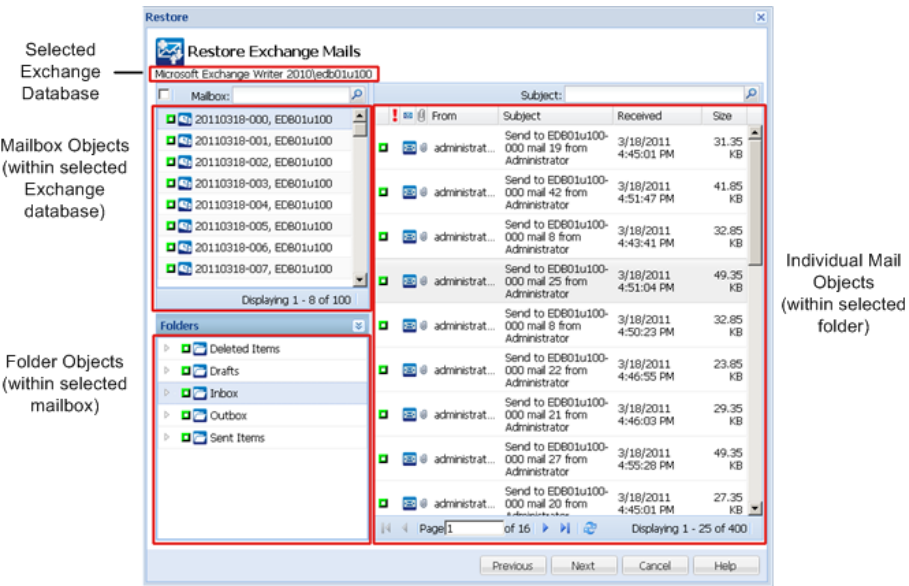 Restore
Restore Exchange Mails
Microsoft Exchange Writer 2010\edb01u100
Selected
Exchange
Database
Mailbox Objects
(within selected
Exchange
database)
Folder Objects
(within selected
mailbox)
Mailbox:
20110318-000, EDB01u100
20110318-001, EDB01u100
20110318-002, EDB01u100
20110318-003, EDB01u100
20110318-004, EDB01u100
20110318-005, EDB01u100
20110318-006, EDB01u100
20110318-007, EDB01u100
Displaying 1 - 8 of 100
Folders
Deleted Items
Drafts
Inbox
Outbox
Sent Items
Subject:
From Subject Received Size
administrat... Send to EDB01u100-000 mail 19 from Administrator 3/18/2011 4:45:01 PM 31.35 KB
administrat... Send to EDB01u100-000 mail 42 from Administrator 3/18/2011 4:51:47 PM 41.85 KB
administrat... Send to EDB01u100-000 mail 8 from Administrator 3/18/2011 4:43:41 PM 32.85 KB
administrat... Send to EDB01u100-000 mail 25 from Administrator 3/18/2011 4:51:04 PM 49.35 KB
administrat... Send to EDB01u100-000 mail 8 from Administrator 3/18/2011 4:50:23 PM 32.85 KB
administrat... Send to EDB01u100-000 mail 22 from Administrator 3/18/2011 4:46:55 PM 23.85 KB
administrat... Send to EDB01u100-000 mail 21 from Administrator 3/18/2011 4:46:03 PM 29.35 KB
administrat... Send to EDB01u100-000 mail 27 from Administrator 3/18/2011 4:55:28 PM 49.35 KB
administrat... Send to EDB01u100-000 mail 20 from Administrator 3/18/2011 4:45:01 PM 27.35 KB
Page 1 of 16
Displaying 1 - 25 of 400
Individual Mail
Objects
(within selected
folder)
Previous Next Cancel Help